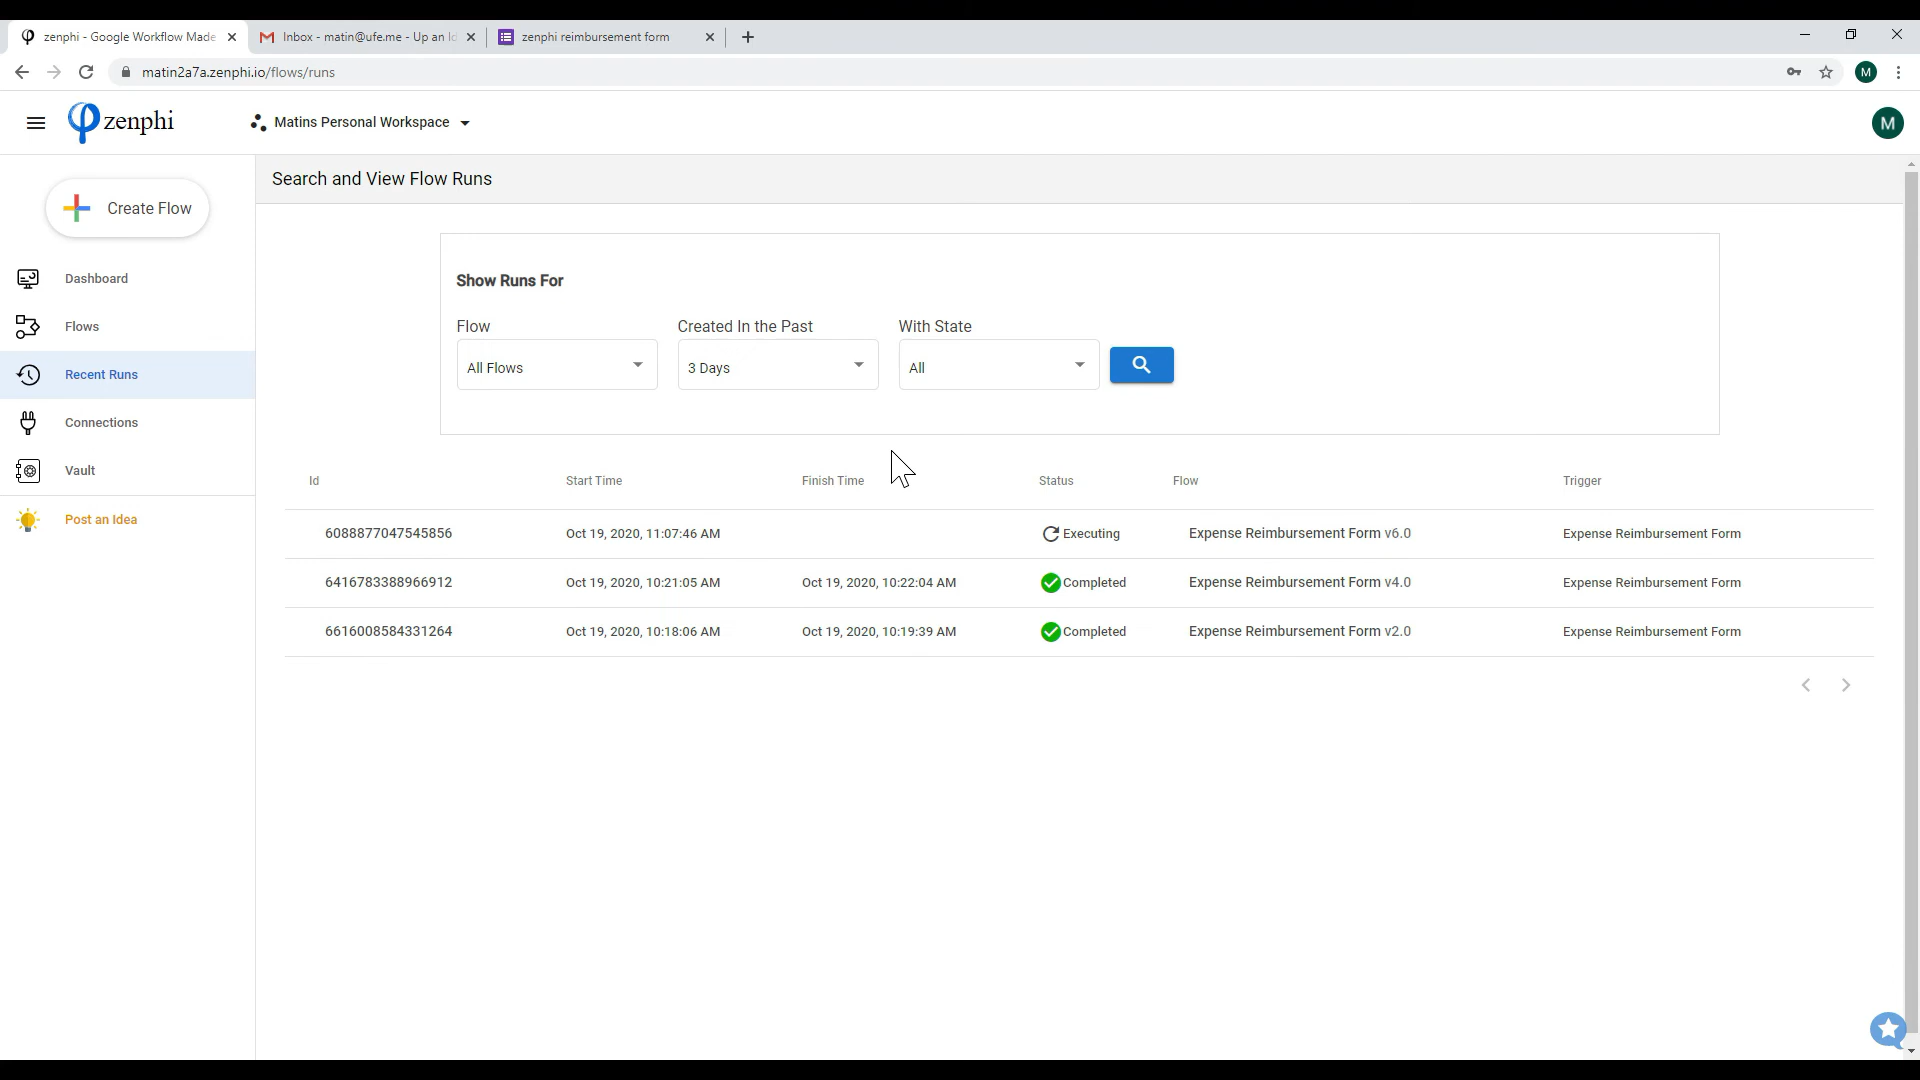 zenphi - Google Workflow Made
Inbox - matin@ufe.me - Up an Id
zenphi reimbursement form
matin2a7a.zenphi.io/flows/runs
M
zenphi
Matins Personal Workspace
M
Create Flow
Dashboard
Flows
Recent Runs
Connections
Vault
Post an Idea
Search and View Flow Runs
Show Runs For
Flow Created In the Past With State
All Flows 3 Days All
Id Start Time Finish Time Status Flow Trigger
6088877047545856 Oct 19, 2020, 11:07:46 AM Executing Expense Reimbursement Form v6.0 Expense Reimbursement Form
6416783388966912 Oct 19, 2020, 10:21:05 AM Oct 19, 2020, 10:22:04 AM Completed Expense Reimbursement Form v4.0 Expense Reimbursement Form
6616008584331264 Oct 19, 2020, 10:18:06 AM Oct 19, 2020, 10:19:39 AM Completed Expense Reimbursement Form v2.0 Expense Reimbursement Form